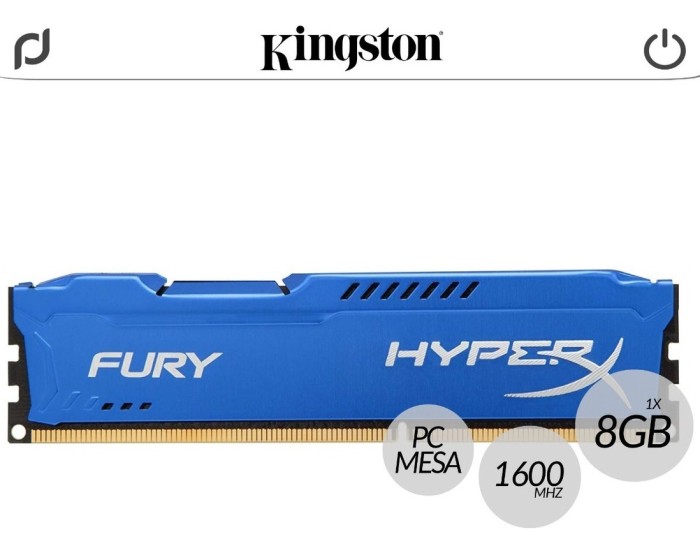 Kingston
FURY
HYPERX
PC
MESA
1600
MHZ
1X
8GB